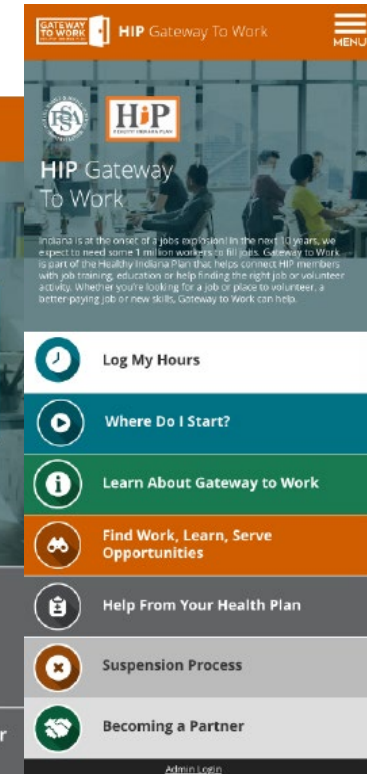 GATEWAY
TO WORK
HIP Gateway To Work
MENU
FSSA
HiP
HEALTHY INDIANA PLAN
HIP Gateway
To Work
Indiana is at the onset of a jobs explosion! In the next 10 years, we
expect to need some 1 million workers to fill jobs. Gateway to Work
is part of the Healthy Indiana Plan that helps connect HIP members
with job training, education or help finding the right job or volunteer
activity. Whether you're looking for a job or place to volunteer, a
better-paying job or new skills, Gateway to Work can help.
Log My Hours
Where Do I Start?
Learn About Gateway to Work
Find Work, Learn, Serve
Opportunities
Help From Your Health Plan
Suspension Process
r
Becoming a Partner
Admin Login